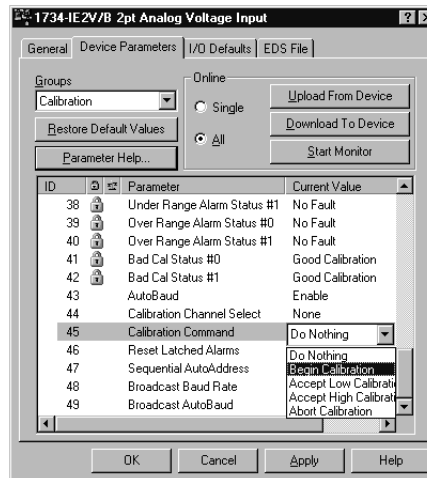 1734-IE2V/B 2pt Analog Voltage Input
General Device Parameters I/O Defaults EDS File
Groups
Calibration
Restore Default Values
Parameter Help...
Online
Single
All
Upload From Device
Download To Device
Start Monitor
ID Parameter Current Value
38 Under Range Alarm Status #1 No Fault
39 Over Range Alarm Status #0 No Fault
40 Over Range Alarm Status #1 No Fault
41 Bad Cal Status #0 Good Calibration
42 Bad Cal Status #1 Good Calibration
43 AutoBaud Enable
44 Calibration Channel Select None
45 Calibration Command Do Nothing
46 Reset Latched Alarms
47 Sequential AutoAddress
48 Broadcast Baud Rate
49 Broadcast AutoBaud
Do Nothing
Begin Calibration
Accept Low Calibrati
Accept High Calibrati
Abort Calibration
OK Cancel Apply Help